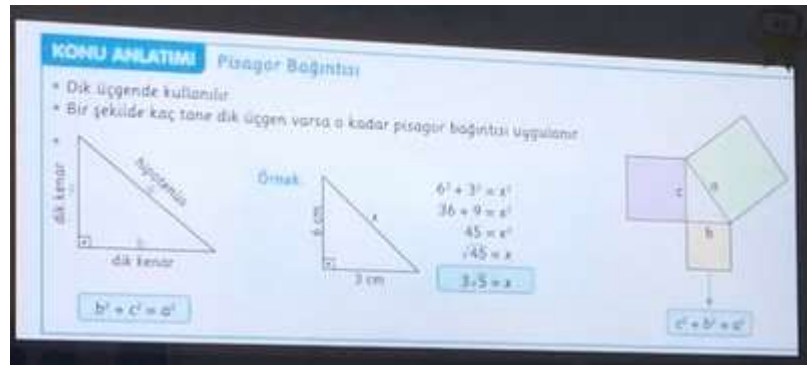 KONU ANLATIMI Pisagor Bağıntısı
• Dik üçgende kullanılır
• Bir şekilde kaç tane dik üçgen varsa o kadar pisagor bağıntısı uygulanır
dik kenar
hipotenüs
dik kenar
b² + c² = a²
Örnek
6 cm
x
3 cm
6² + 3² = x²
36 + 9 = x²
45 = x²
√45 = x
3√5 = x
c
a
b
c² + b² = a²